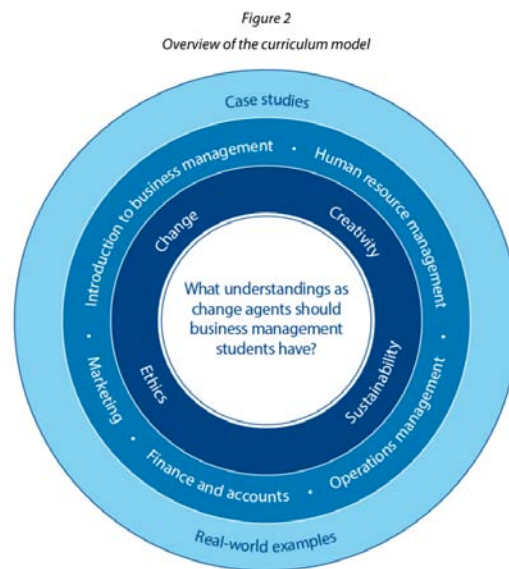 Figure 2
Overview of the curriculum model
Case studies
Introduction to business management • Human resource management • Operations management • Finance and accounts • Marketing •
Change
Creativity
Sustainability
Ethics
What understandings as
change agents should
business management
students have?
Real-world examples